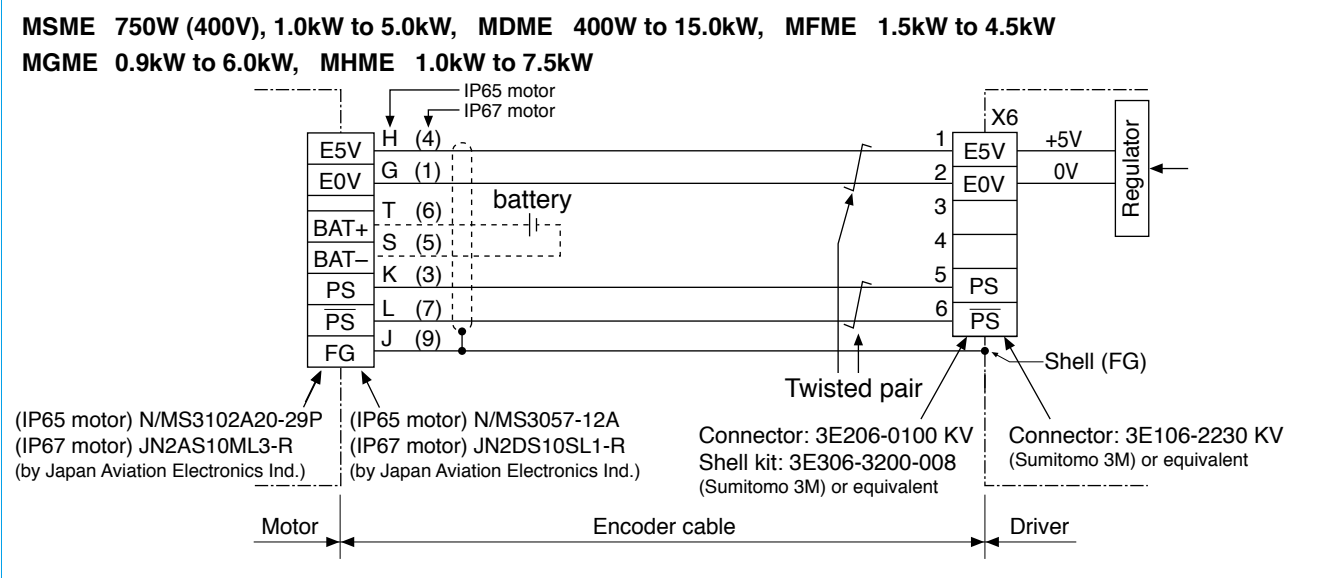 MSME 750W (400V), 1.0kW to 5.0kW, MDME 400W to 15.0kW, MFME 1.5kW to 4.5kW
MGME 0.9kW to 6.0kW, MHME 1.0kW to 7.5kW
IP65 motor
IP67 motor
X6
H (4)
E5V
1
E5V
+5V
Regulator
G (1)
E0V
2
E0V
0V
T (6)
battery
3
BAT+
S (5)
4
BAT–
K (3)
5
PS
PS
L (7)
6
P̅S̅
P̅S̅
J (9)
FG
Shell (FG)
Twisted pair
(IP65 motor) N/MS3102A20-29P
(IP67 motor) JN2AS10ML3-R
(by Japan Aviation Electronics Ind.)
(IP65 motor) N/MS3057-12A
(IP67 motor) JN2DS10SL1-R
(by Japan Aviation Electronics Ind.)
Connector: 3E206-0100 KV
Shell kit: 3E306-3200-008
(Sumitomo 3M) or equivalent
Connector: 3E106-2230 KV
(Sumitomo 3M) or equivalent
Motor
Encoder cable
Driver